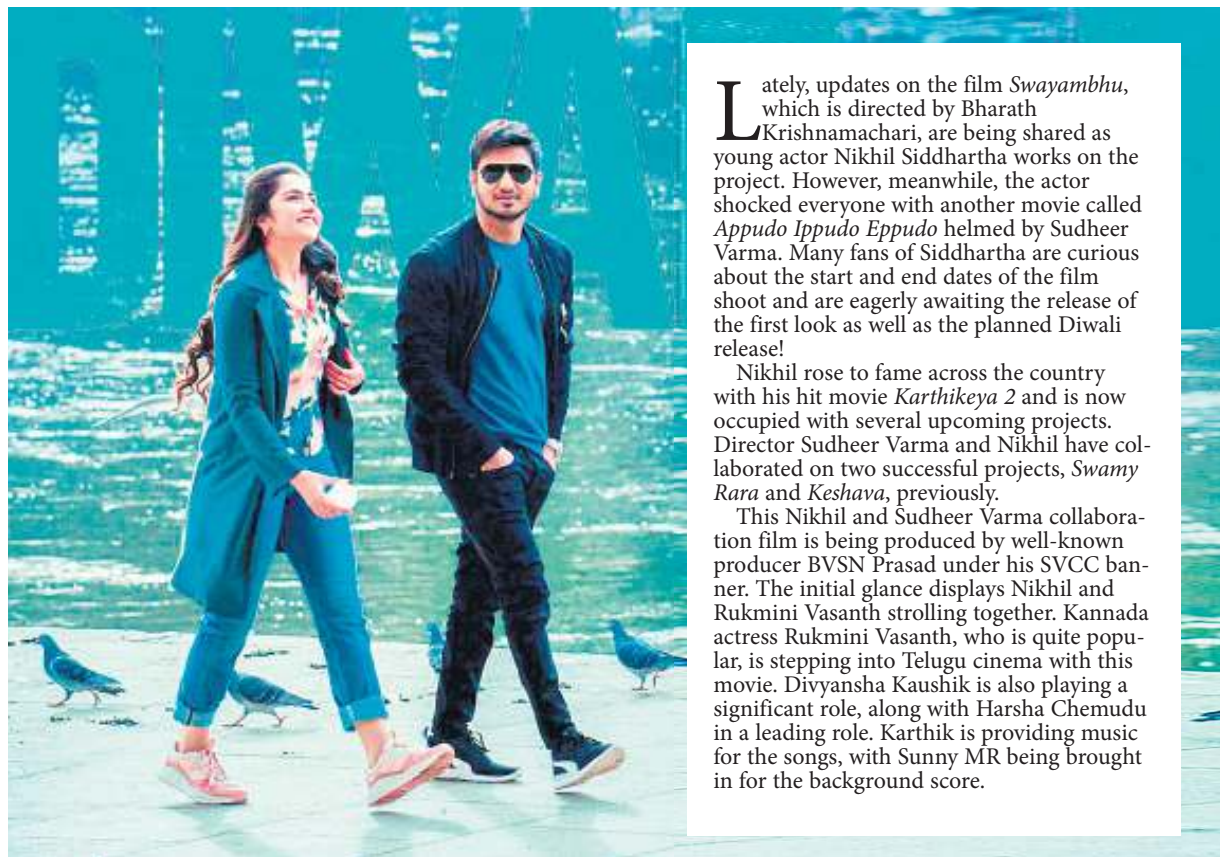 Lately, updates on the film Swayambhu,
which is directed by Bharath
Krishnamachari, are being shared as
young actor Nikhil Siddhartha works on the
project. However, meanwhile, the actor
shocked everyone with another movie called
Appudo Ippudo Eppudo helmed by Sudheer
Varma. Many fans of Siddhartha are curious
about the start and end dates of the film
shoot and are eagerly awaiting the release of
the first look as well as the planned Diwali
release!
Nikhil rose to fame across the country
with his hit movie Karthikeya 2 and is now
occupied with several upcoming projects.
Director Sudheer Varma and Nikhil have col-
laborated on two successful projects, Swamy
Rara and Keshava, previously.
This Nikhil and Sudheer Varma collabora-
tion film is being produced by well-known
producer BVSN Prasad under his SVCC ban-
ner. The initial glance displays Nikhil and
Rukmini Vasanth strolling together. Kannada
actress Rukmini Vasanth, who is quite popu-
lar, is stepping into Telugu cinema with this
movie. Divyansha Kaushik is also playing a
significant role, along with Harsha Chemudu
in a leading role. Karthik is providing music
for the songs, with Sunny MR being brought
in for the background score.